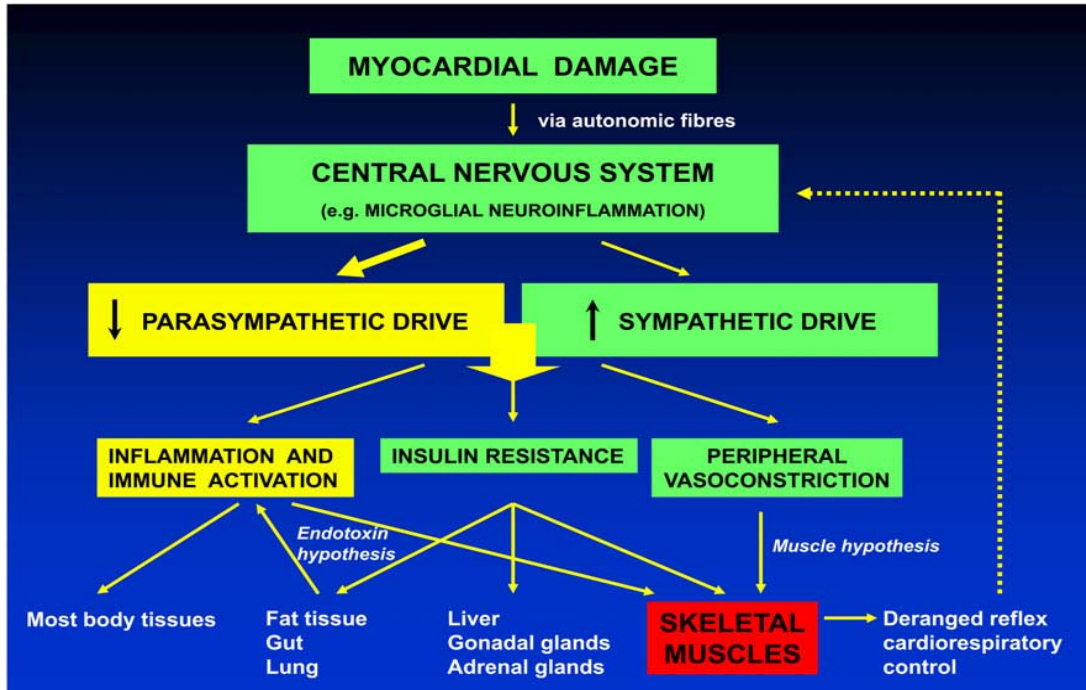 MYOCARDIAL DAMAGE
via autonomic fibres
CENTRAL NERVOUS SYSTEM
(e.g. MICROGLIAL NEUROINFLAMMATION)
↓ PARASYMPATHETIC DRIVE
↑ SYMPATHETIC DRIVE
INFLAMMATION AND
IMMUNE ACTIVATION
INSULIN RESISTANCE
PERIPHERAL
VASOCONSTRICTION
Endotoxin
hypothesis
Muscle hypothesis
Most body tissues
Fat tissue
Gut
Lung
Liver
Gonadal glands
Adrenal glands
SKELETAL
MUSCLES
Deranged reflex
cardiorespiratory
control